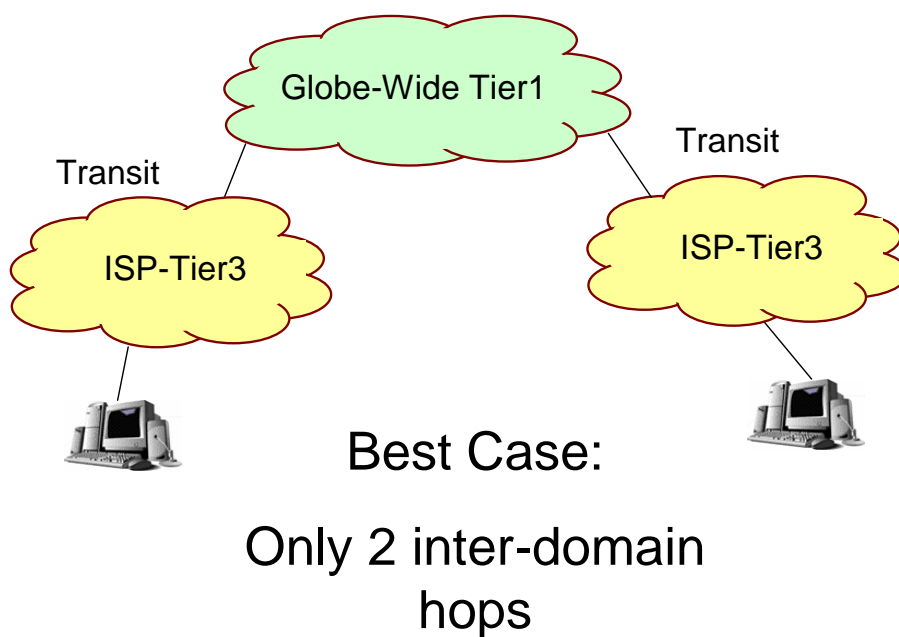 Globe-Wide Tier1
Transit
Transit
ISP-Tier3
ISP-Tier3
Best Case:
Only 2 inter-domain
hops